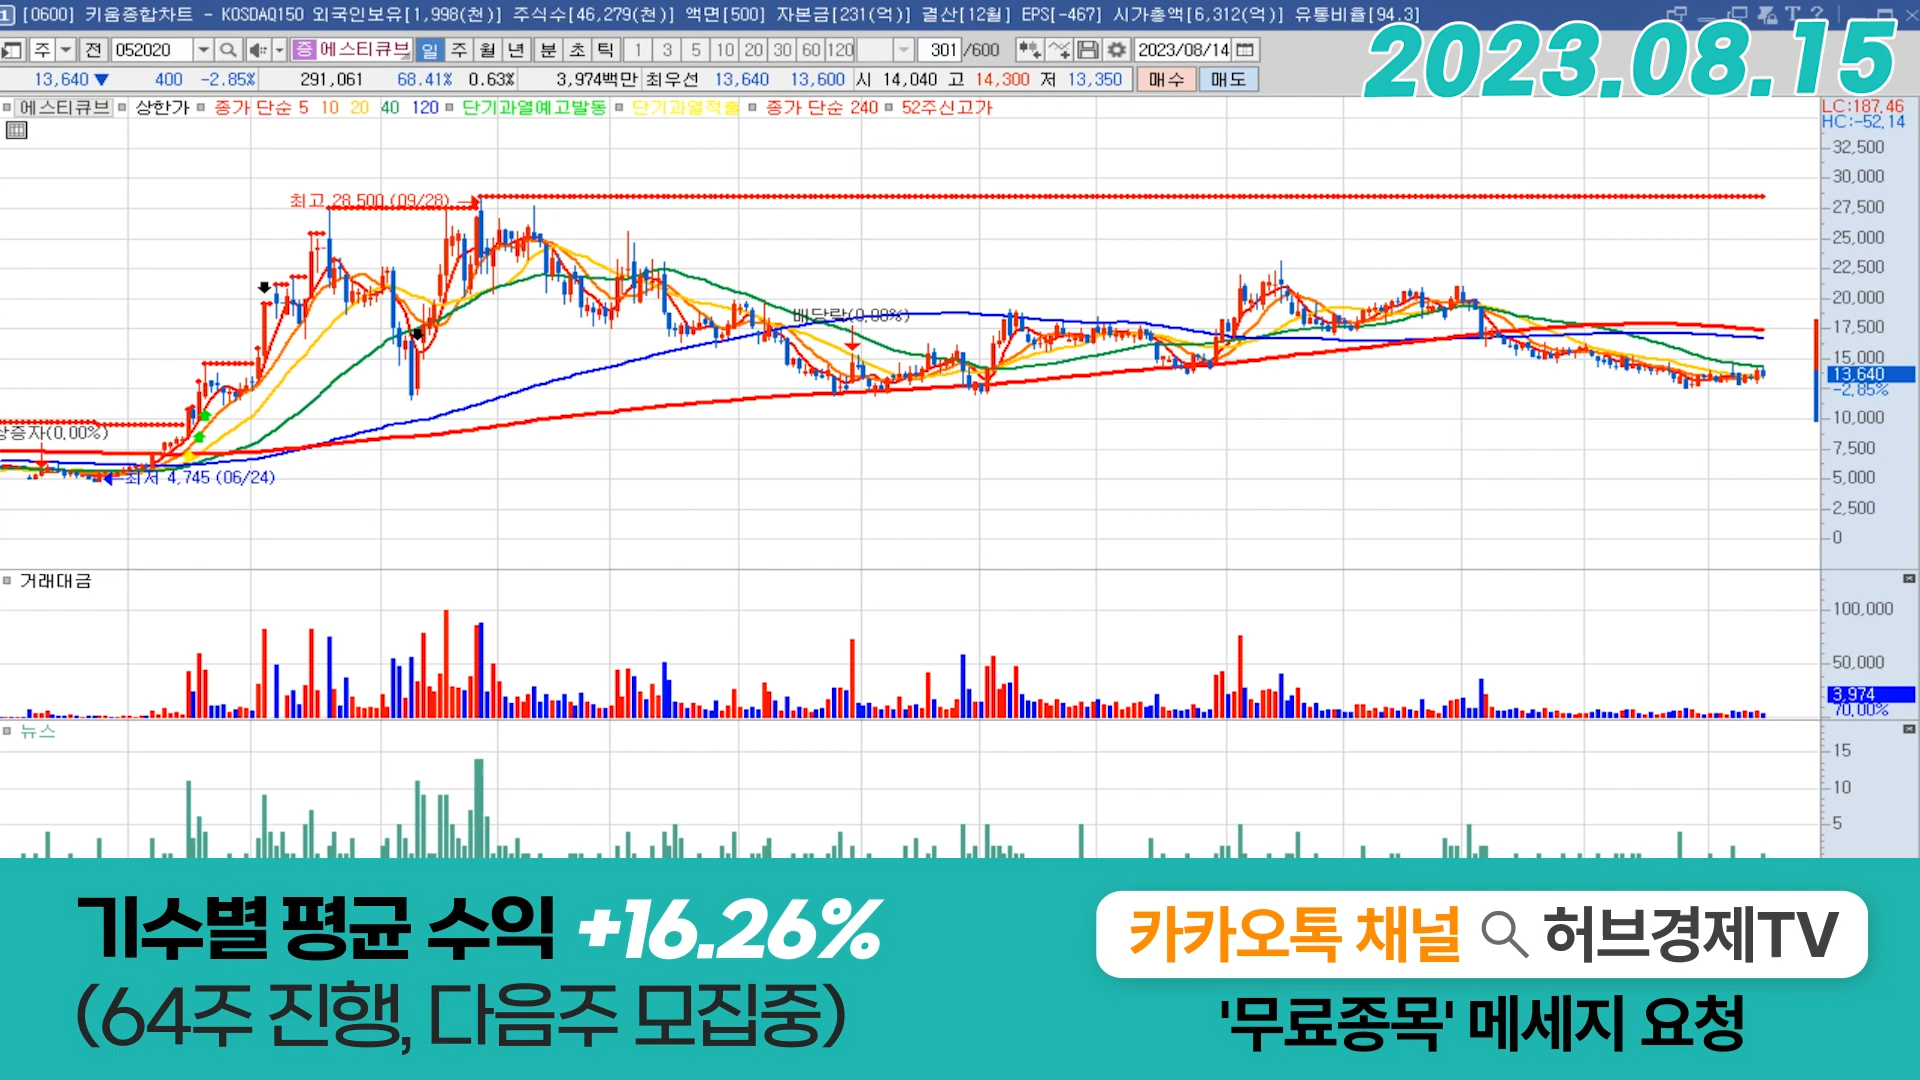 [0600] 키움종합차트 - KOSDAQ150 외국인보유[1,998(천)] 주식수[46,279(천)] 액면[500] 자본금[231(억)] 결산[12월] EPS[-467] 시가총액[6,312(억)] 유통비율[94.3]
주 전 052020 증 에스티큐브 일 주 월 년 분 초 틱 1 3 5 10 20 30 60 120 301 /600 2023/08/14
2023.08.15
13,640 ▼ 400 -2.85% 291,061 68.41% 0.63% 3,974백만 최우선 13,640 13,600 시 14,040 고 14,300 저 13,350 매수 매도
에스티큐브 상한가 종가 단순 5 10 20 40 120 단기과열예고발동 단기과열적출 종가 단순 240 52주신고가
LC:187.46
HC:-52.14
32,500
30,000
최고 28,500 (09/28)
27,500
25,000
22,500
20,000
배당락(0.00%)
17,500
15,000
13,640
-2.85%
10,000
상증자(0.00%)
7,500
최저 4,745 (06/24)
5,000
2,500
0
거래대금
100,000
50,000
3,974
70.00%
뉴스
15
10
5
기수별 평균 수익 +16.26%
(64주 진행, 다음주 모집중)
카카오톡 채널 허브경제TV
'무료종목' 메세지 요청